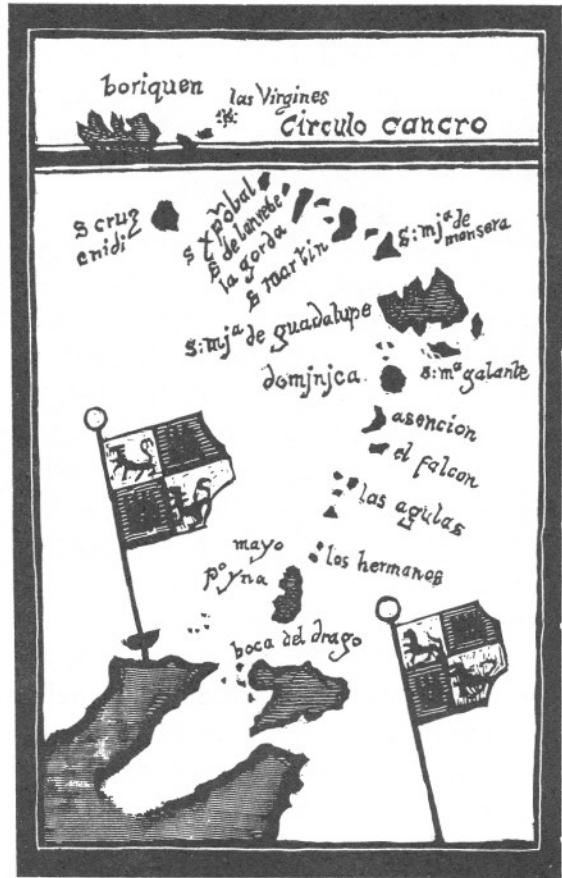 boriquen
las Virgines
Circulo cancro
s cruz
enidi
s xpõbal
s de lanvebe
la gorda
s martin
s: mjª de
monsera
s: mjª de guadalupe
domjnjca
s: mª galante
asencion
el falcon
las agulas
los hermanos
mayo
pº yna
boca del drago